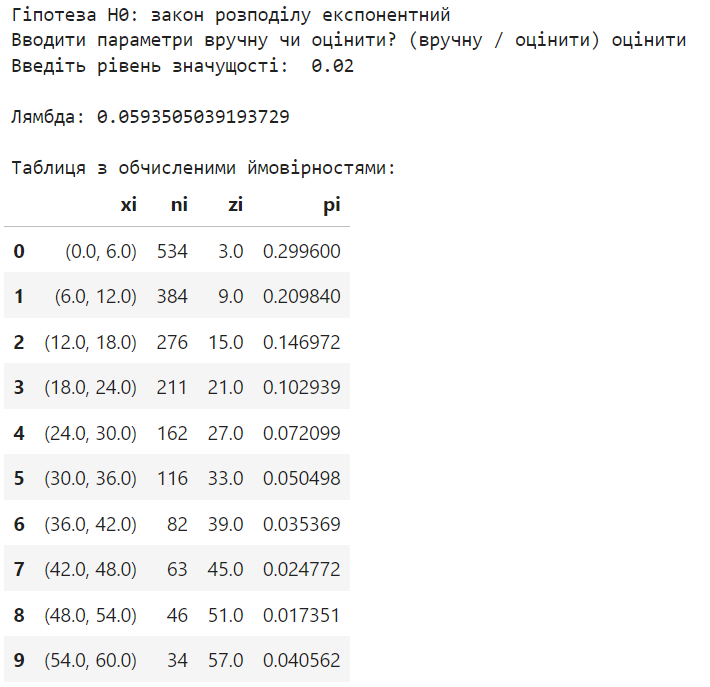 Гіпотеза H0: закон розподілу експонентний
Вводити параметри вручну чи оцінити? (вручну / оцінити) оцінити
Введіть рівень значущості:  0.02
Лямбда: 0.0593505039193729
Таблиця з обчисленими ймовірностями:
xi ni zi pi
0 (0.0, 6.0) 534 3.0 0.299600
1 (6.0, 12.0) 384 9.0 0.209840
2 (12.0, 18.0) 276 15.0 0.146972
3 (18.0, 24.0) 211 21.0 0.102939
4 (24.0, 30.0) 162 27.0 0.072099
5 (30.0, 36.0) 116 33.0 0.050498
6 (36.0, 42.0) 82 39.0 0.035369
7 (42.0, 48.0) 63 45.0 0.024772
8 (48.0, 54.0) 46 51.0 0.017351
9 (54.0, 60.0) 34 57.0 0.040562